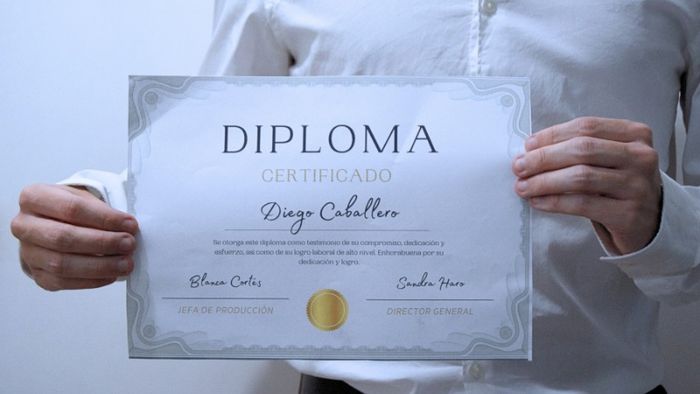 DIPLOMA
CERTIFICADO
Diego Caballero
Se otorga este diploma como testimonio de su compromiso, dedicación y
esfuerzo, así como de su logro laboral de alto nivel. Enhorabuena por su
dedicación y logro.
Blanca Cortés
Sandra Haro
JEFA DE PRODUCCIÓN
DIRECTOR GENERAL